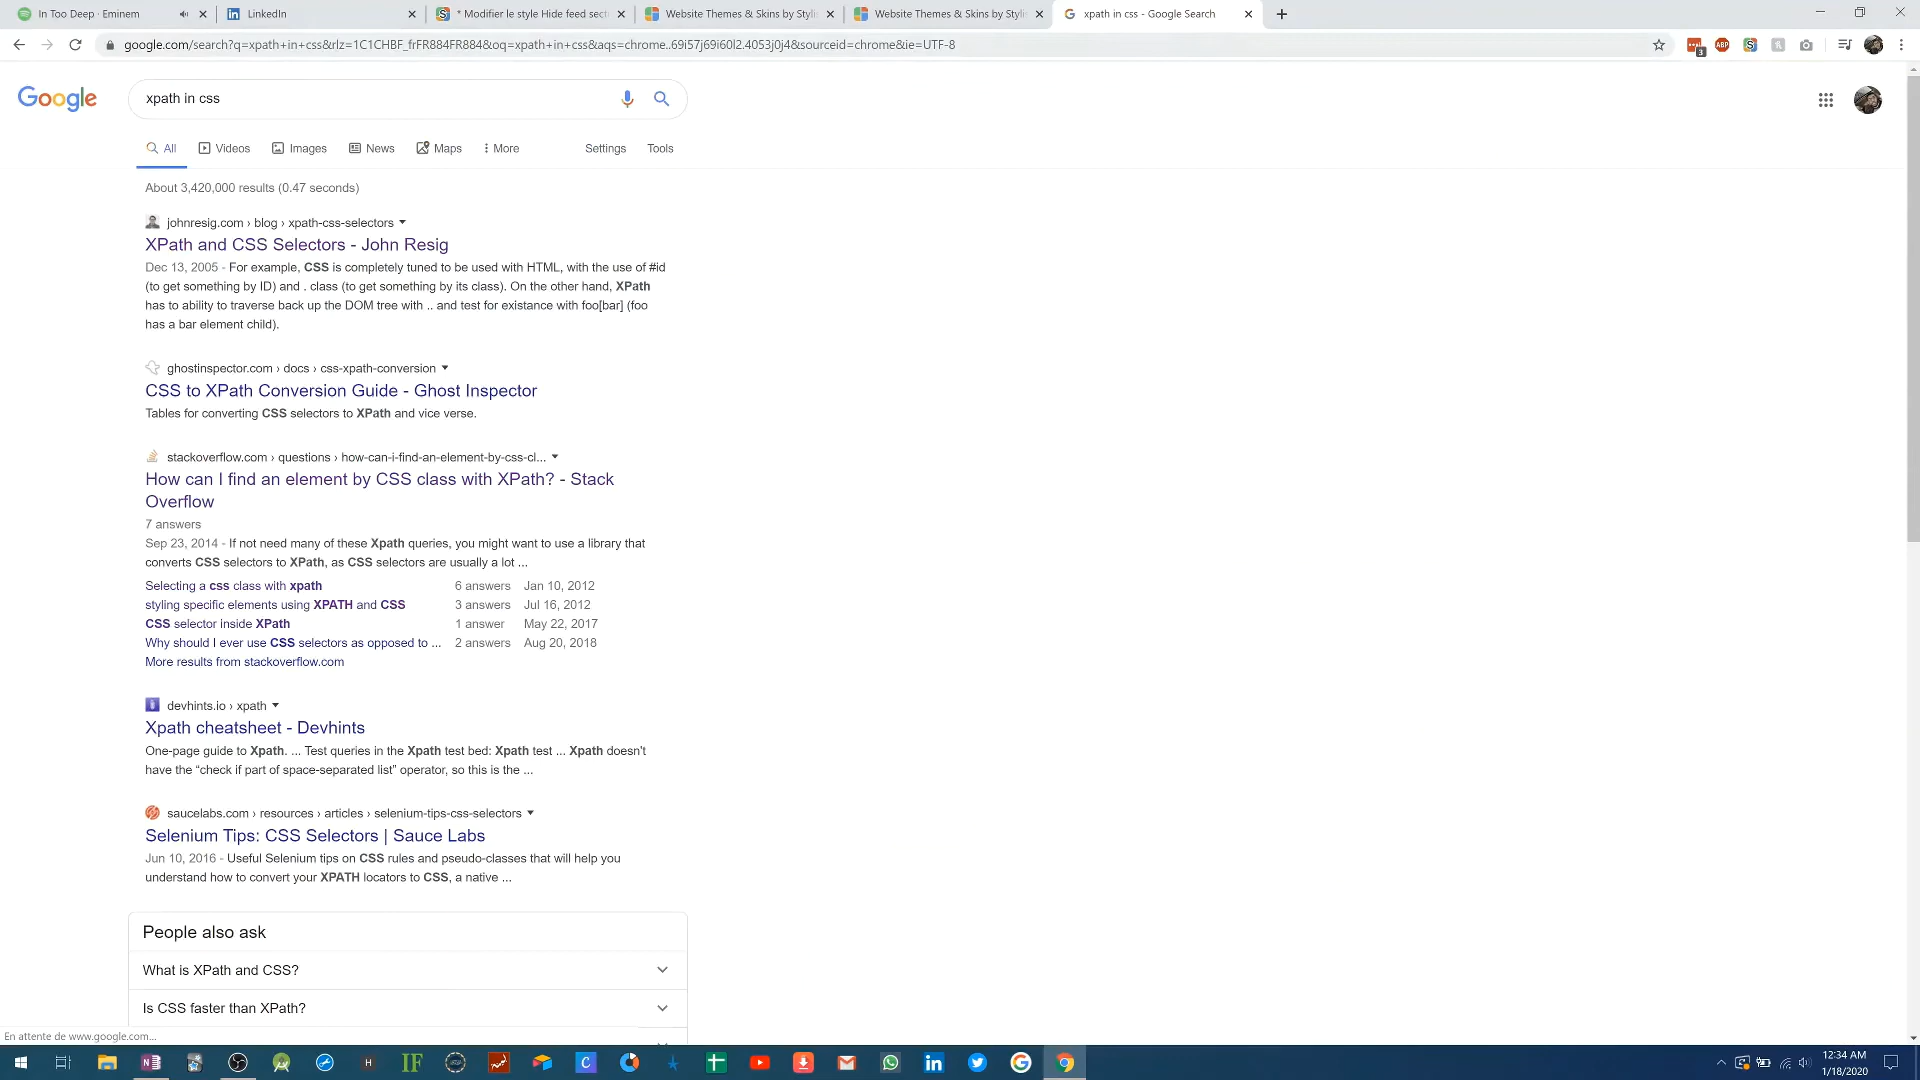 In Too Deep · Eminem
LinkedIn
* Modifier le style Hide feed sect
Website Themes & Skins by Styli
Website Themes & Skins by Styli
xpath in css - Google Search
google.com/search?q=xpath+in+css&rlz=1C1CHBF_frFR884FR884&oq=xpath+in+css&aqs=chrome..69i57j69i60l2.4053j0j4&sourceid=chrome&ie=UTF-8
3
ABP
Google
xpath in css
All Videos Images News Maps More Settings Tools
About 3,420,000 results (0.47 seconds)
johnresig.com › blog › xpath-css-selectors
XPath and CSS Selectors - John Resig
Dec 13, 2005 - For example, CSS is completely tuned to be used with HTML, with the use of #id
(to get something by ID) and . class (to get something by its class). On the other hand, XPath
has to ability to traverse back up the DOM tree with .. and test for existance with foo[bar] (foo
has a bar element child).
ghostinspector.com › docs › css-xpath-conversion
CSS to XPath Conversion Guide - Ghost Inspector
Tables for converting CSS selectors to XPath and vice verse.
stackoverflow.com › questions › how-can-i-find-an-element-by-css-cl...
How can I find an element by CSS class with XPath? - Stack
Overflow
7 answers
Sep 23, 2014 - If not need many of these Xpath queries, you might want to use a library that
converts CSS selectors to XPath, as CSS selectors are usually a lot ...
Selecting a css class with xpath 6 answers Jan 10, 2012
styling specific elements using XPATH and CSS 3 answers Jul 16, 2012
CSS selector inside XPath 1 answer May 22, 2017
Why should I ever use CSS selectors as opposed to ... 2 answers Aug 20, 2018
More results from stackoverflow.com
devhints.io › xpath
Xpath cheatsheet - Devhints
One-page guide to Xpath. ... Test queries in the Xpath test bed: Xpath test ... Xpath doesn't
have the “check if part of space-separated list” operator, so this is the ...
saucelabs.com › resources › articles › selenium-tips-css-selectors
Selenium Tips: CSS Selectors | Sauce Labs
Jun 10, 2016 - Useful Selenium tips on CSS rules and pseudo-classes that will help you
understand how to convert your XPATH locators to CSS, a native ...
People also ask
What is XPath and CSS?
Is CSS faster than XPath?
En attente de www.google.com...
H
IF
C
12:34 AM
1/18/2020